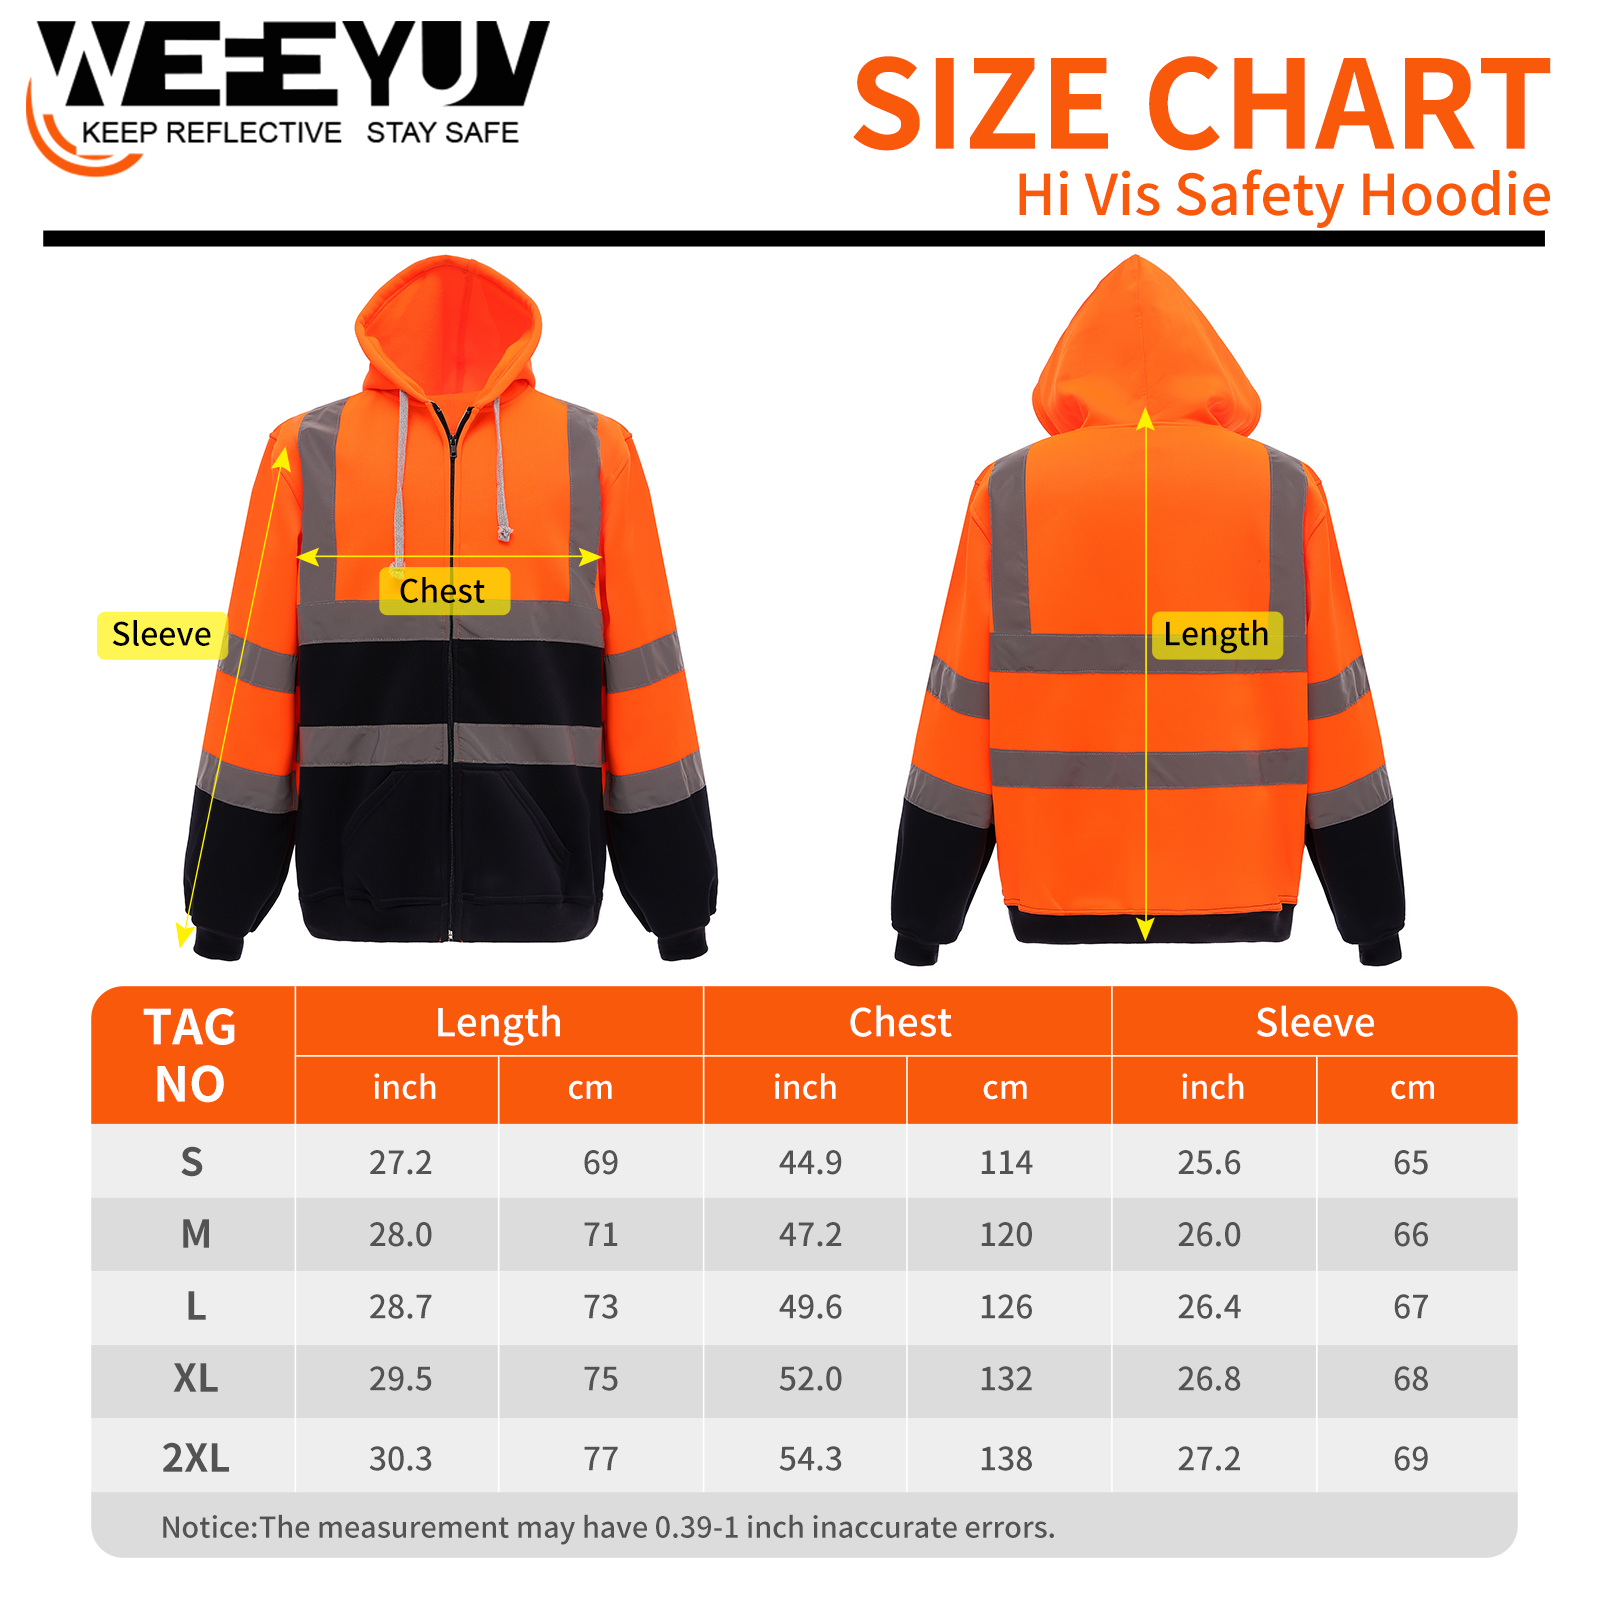 WEFEYUV
KEEP REFLECTIVE STAY SAFE
SIZE CHART
Hi Vis Safety Hoodie
Chest
Sleeve
Length
TAG NO Length Chest Sleeve
inch cm inch cm inch cm
S 27.2 69 44.9 114 25.6 65
M 28.0 71 47.2 120 26.0 66
L 28.7 73 49.6 126 26.4 67
XL 29.5 75 52.0 132 26.8 68
2XL 30.3 77 54.3 138 27.2 69
Notice:The measurement may have 0.39-1 inch inaccurate errors.